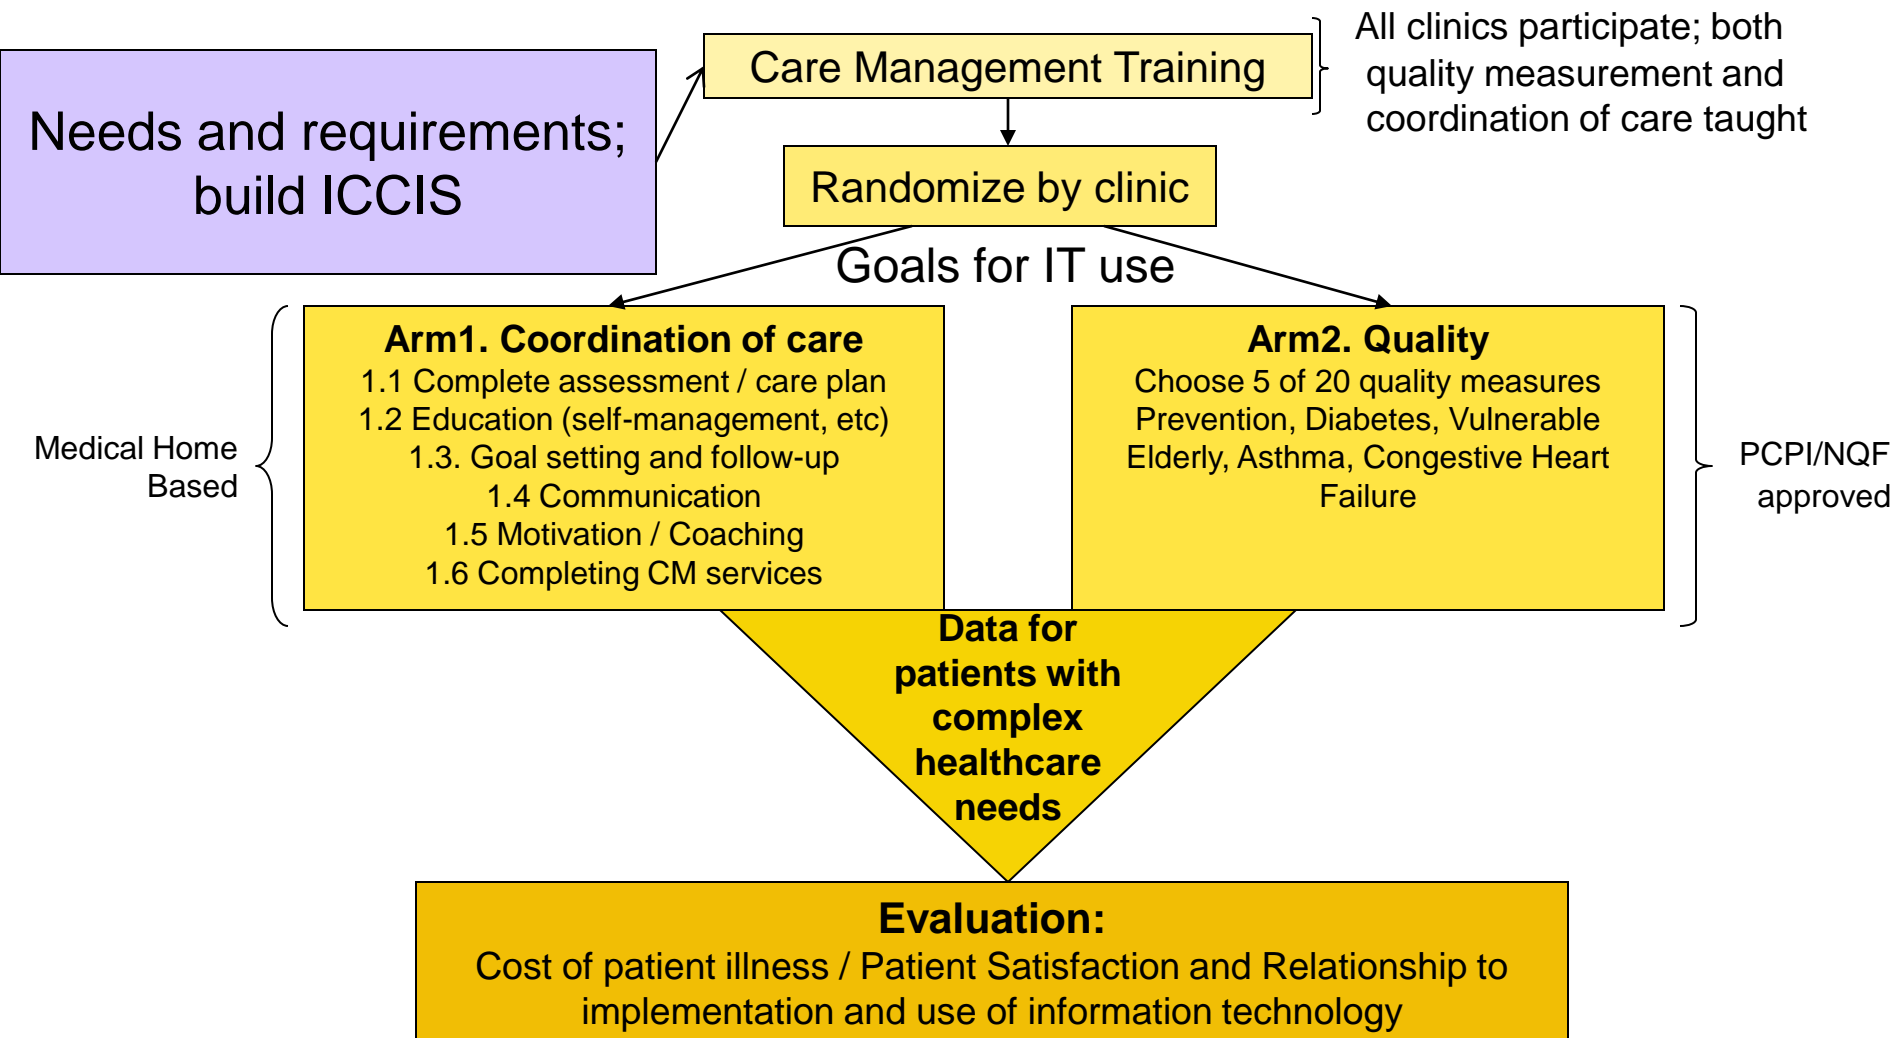 All clinics participate; both
quality measurement and
coordination of care taught
Care Management Training
Needs and requirements;
build ICCIS
Randomize by clinic
Goals for IT use
Arm1. Coordination of care
1.1 Complete assessment / care plan
1.2 Education (self-management, etc)
1.3. Goal setting and follow-up
1.4 Communication
1.5 Motivation / Coaching
1.6 Completing CM services
Arm2. Quality
Choose 5 of 20 quality measures
Prevention, Diabetes, Vulnerable
Elderly, Asthma, Congestive Heart
Failure
Medical Home
Based
PCPI/NQF
approved
Data for
patients with
complex
healthcare
needs
Evaluation:
Cost of patient illness / Patient Satisfaction and Relationship to
implementation and use of information technology